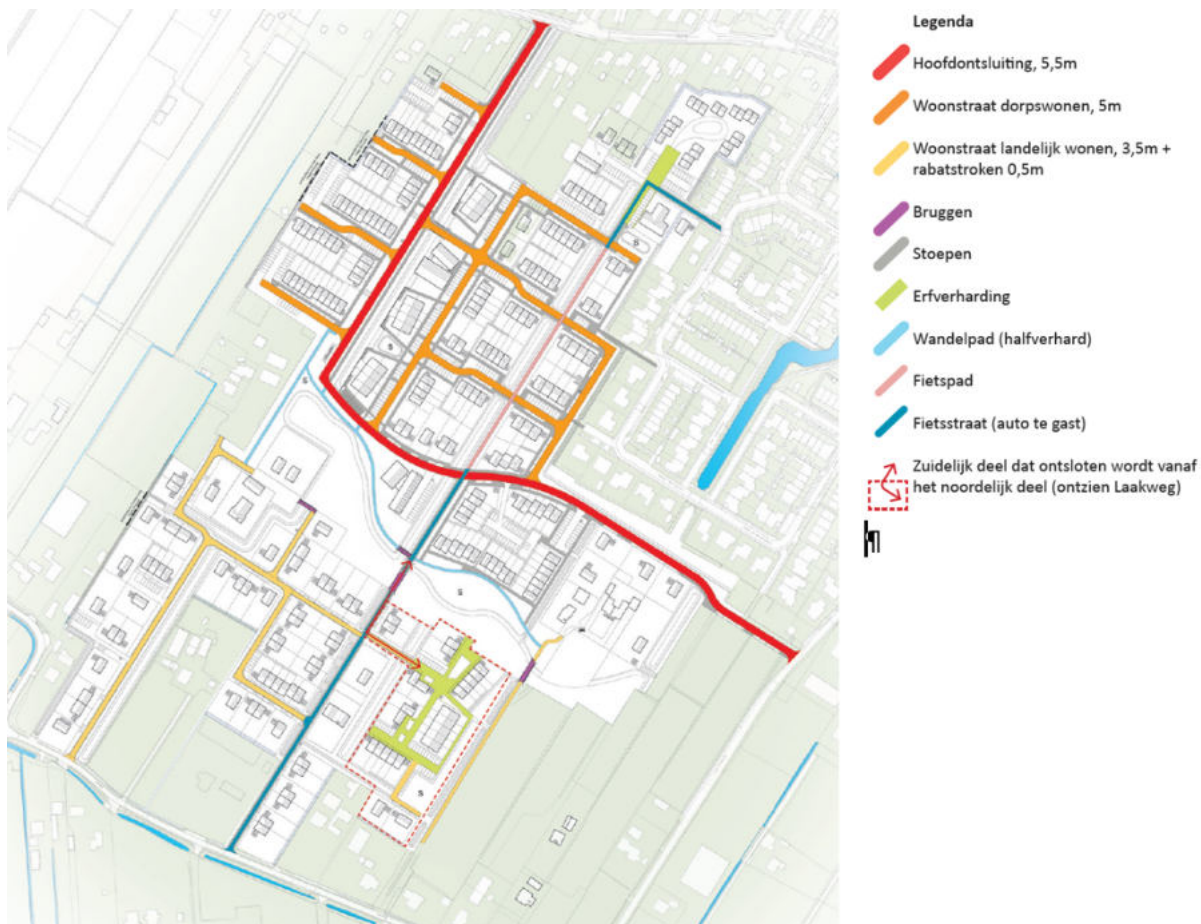 Legenda
Hoofdontsluiting, 5,5m
Woonstraat dorpswonen, 5m
Woonstraat landelijk wonen, 3,5m +
rabatstroken 0,5m
Bruggen
Stoepen
Erfverharding
Wandelpad (halfverhard)
Fietspad
Fietsstraat (auto te gast)
Zuidelijk deel dat ontsloten wordt vanaf
het noordelijk deel (ontzien Laakweg)